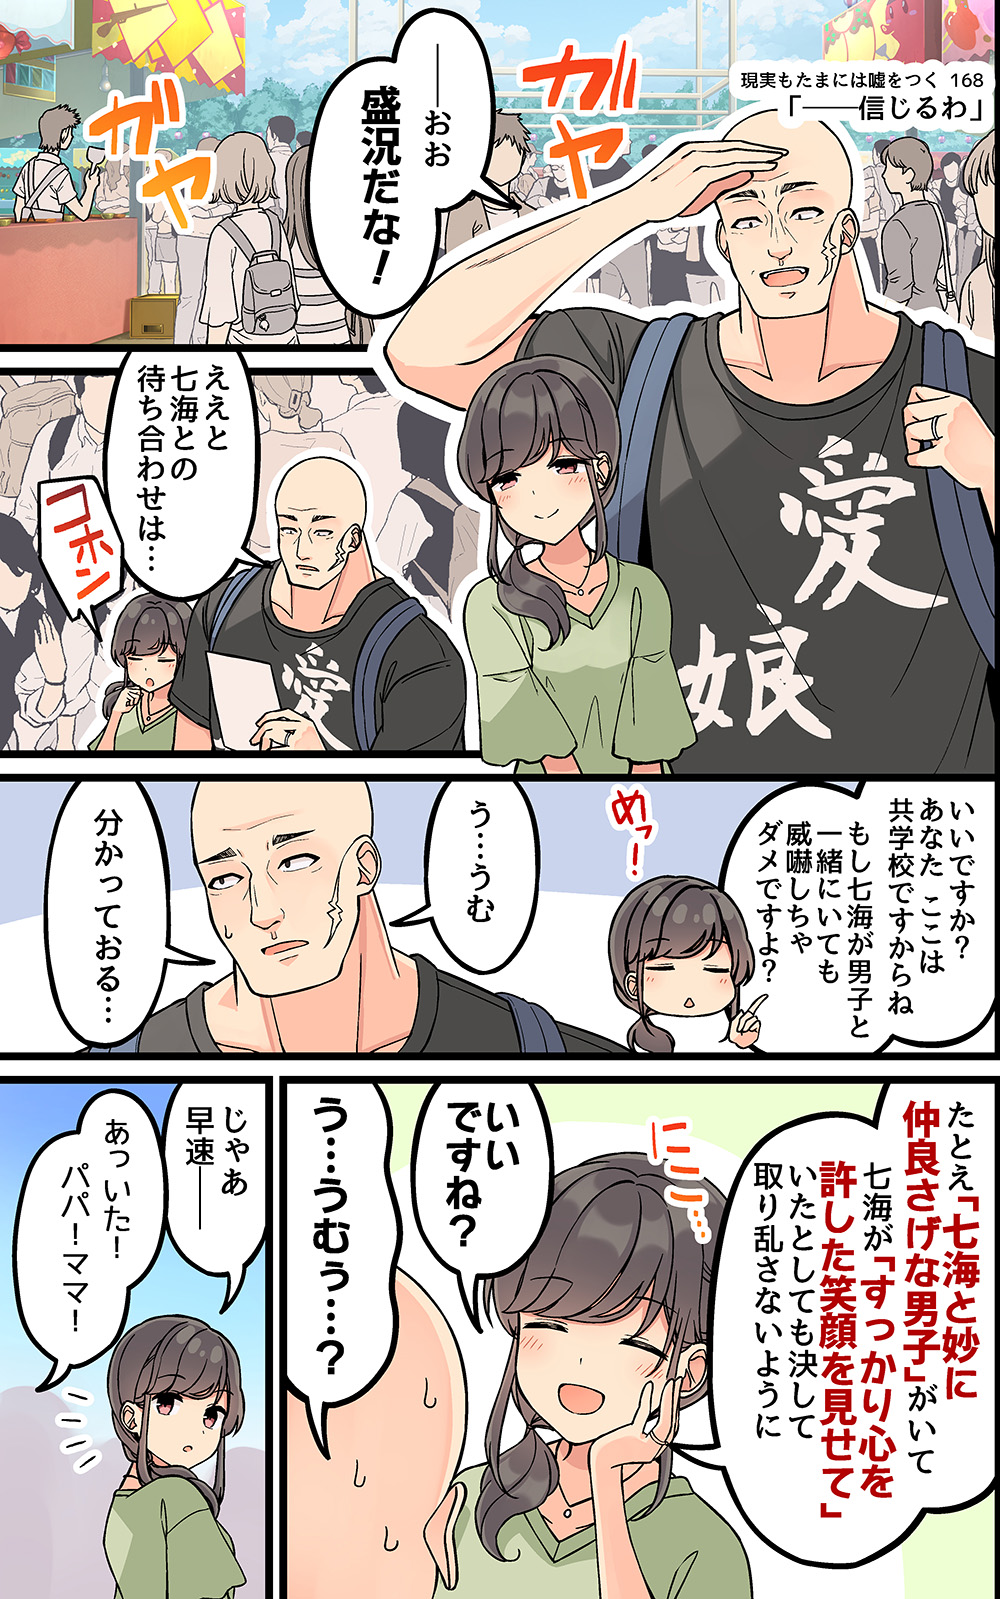 現実もたまには嘘をつく 168
「──信じるわ」
ガヤ
──おお
盛況だな！
ガヤ
愛
娘
ええと
七海との
待ち合わせは…
コホン
愛
いいですか？
あなた ここは
共学校ですからね
もし七海が男子と
一緒にいても
威嚇しちゃ
ダメですよ？
めっ！
う…うむ
分かっておる…
たとえ「七海と妙に
仲良さげな男子」がいて
七海が「すっかり心を
許した笑顔を見せて」
いたとしても決して
取り乱さないように
にこ…
いい
ですね？
う…うむぅ…？
じゃあ
早速──
あっ いた！
パパ！ママ！